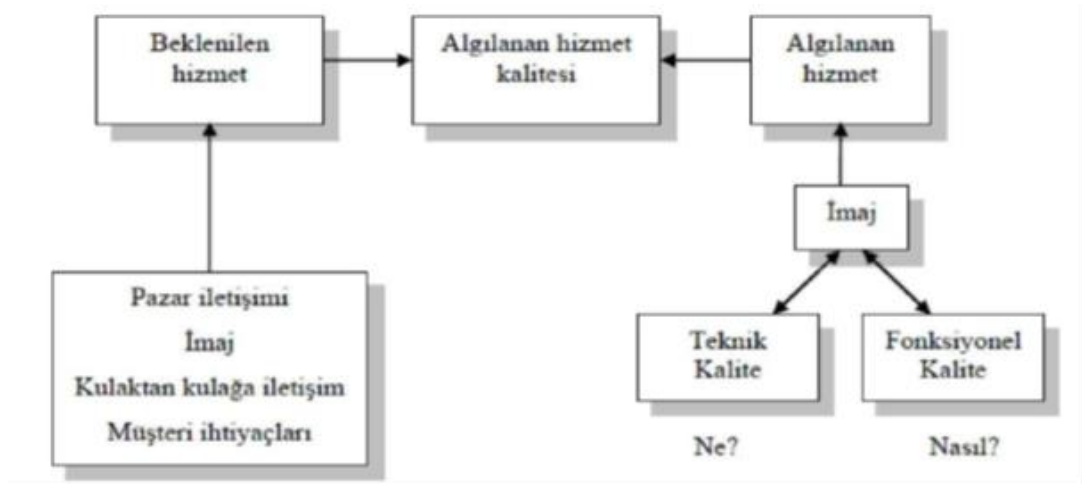 Beklenilen
hizmet
Algılanan hizmet
kalitesi
Algılanan
hizmet
İmaj
Pazar iletişimi
İmaj
Kulaktan kulağa iletişim
Müşteri ihtiyaçları
Teknik
Kalite
Fonksiyonel
Kalite
Ne?
Nasıl?